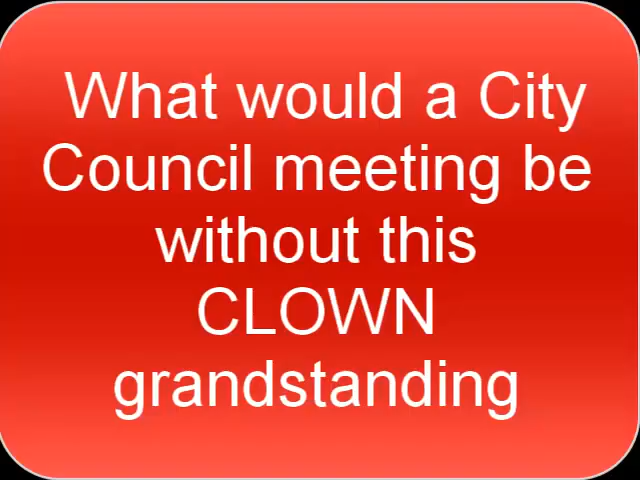 What would a City
Council meeting be
without this
CLOWN
grandstanding